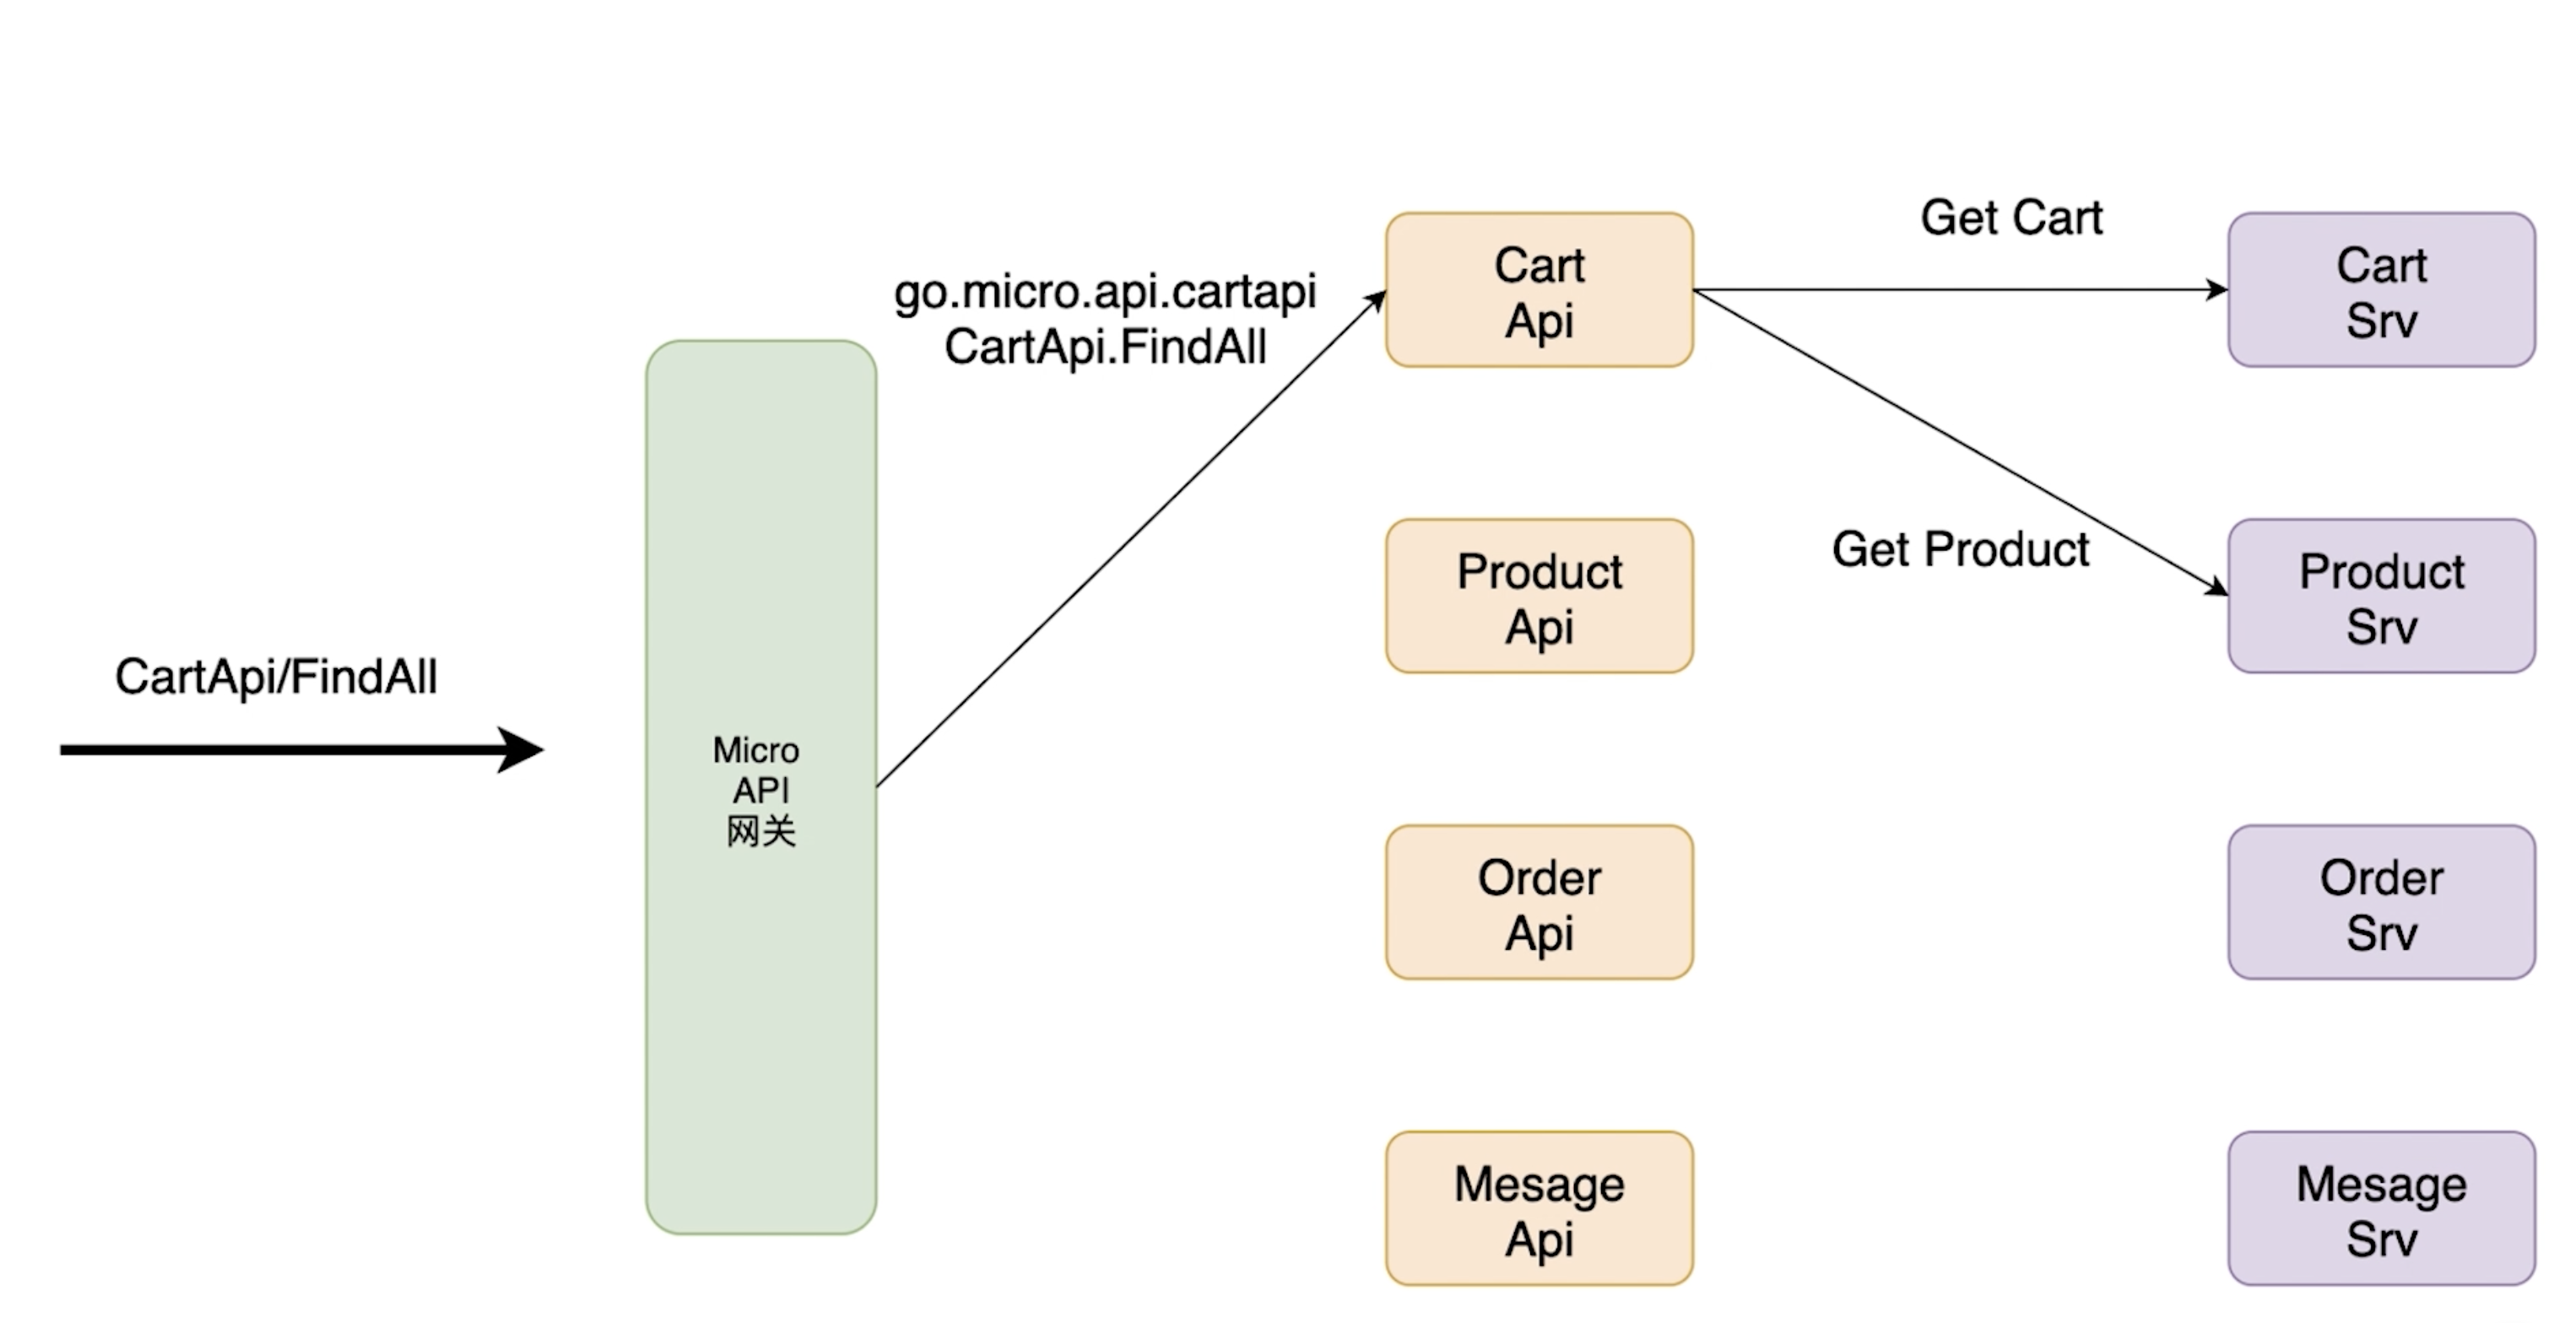 CartApi/FindAll
Micro
API
网关
go.micro.api.cartapi
CartApi.FindAll
Cart
Api
Get Cart
Cart
Srv
Product
Api
Get Product
Product
Srv
Order
Api
Order
Srv
Mesage
Api
Mesage
Srv